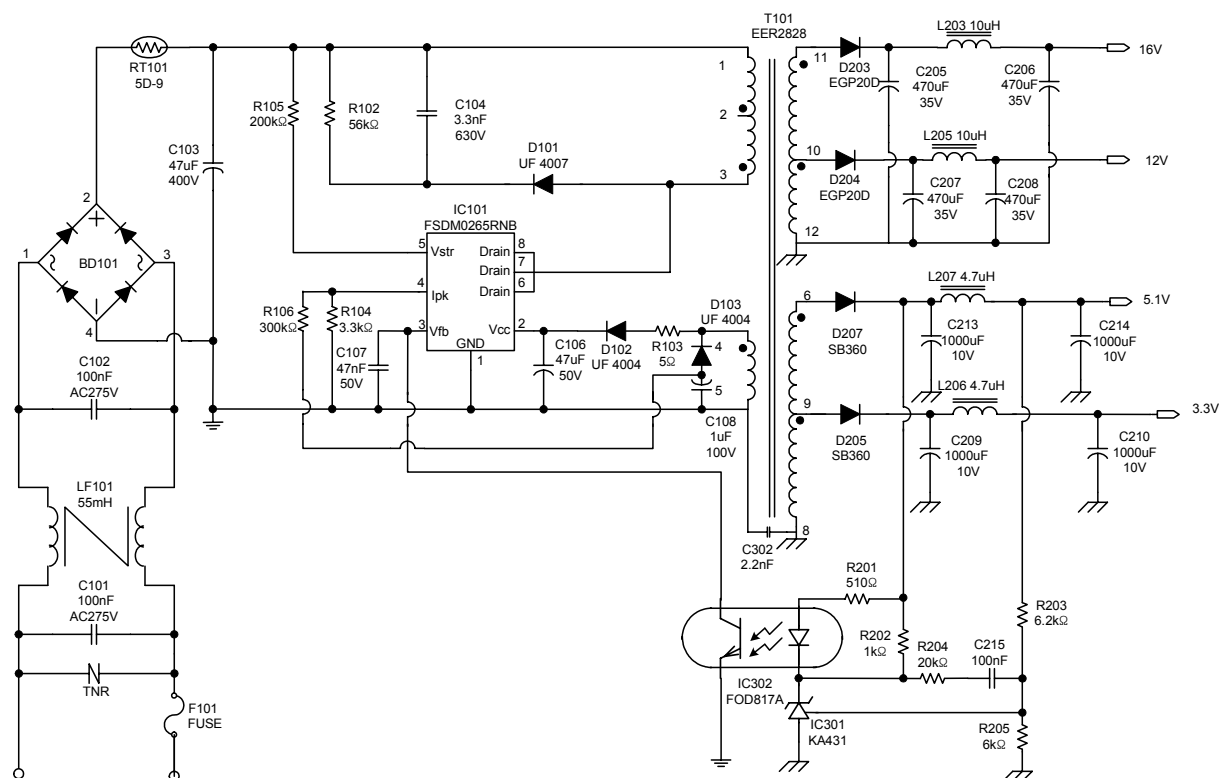 T101
EER2828
RT101
5D-9
C103
47uF
400V
R105
200kΩ
R102
56kΩ
C104
3.3nF
630V
D101
UF 4007
1
2
3
11
10
12
D203
EGP20D
L203 10uH
C205
470uF
35V
C206
470uF
35V
16V
D204
EGP20D
L205 10uH
C207
470uF
35V
C208
470uF
35V
12V
2
1
3
4
BD101
IC101
FSDM0265RNB
5
Vstr
4
Ipk
3
Vfb
Drain
8
Drain
7
Drain
6
Vcc
2
GND
1
R106
300kΩ
R104
3.3kΩ
C107
47nF
50V
C106
47uF
50V
D102
UF 4004
R103
5Ω
D103
UF 4004
4
5
C108
1uF
100V
6
9
8
D207
SB360
L207 4.7uH
C213
1000uF
10V
C214
1000uF
10V
5.1V
D205
SB360
L206 4.7uH
C209
1000uF
10V
C210
1000uF
10V
3.3V
C102
100nF
AC275V
LF101
55mH
C101
100nF
AC275V
TNR
F101
FUSE
C302
2.2nF
R201
510Ω
R202
1kΩ
R204
20kΩ
C215
100nF
R203
6.2kΩ
IC302
FOD817A
IC301
KA431
R205
6kΩ